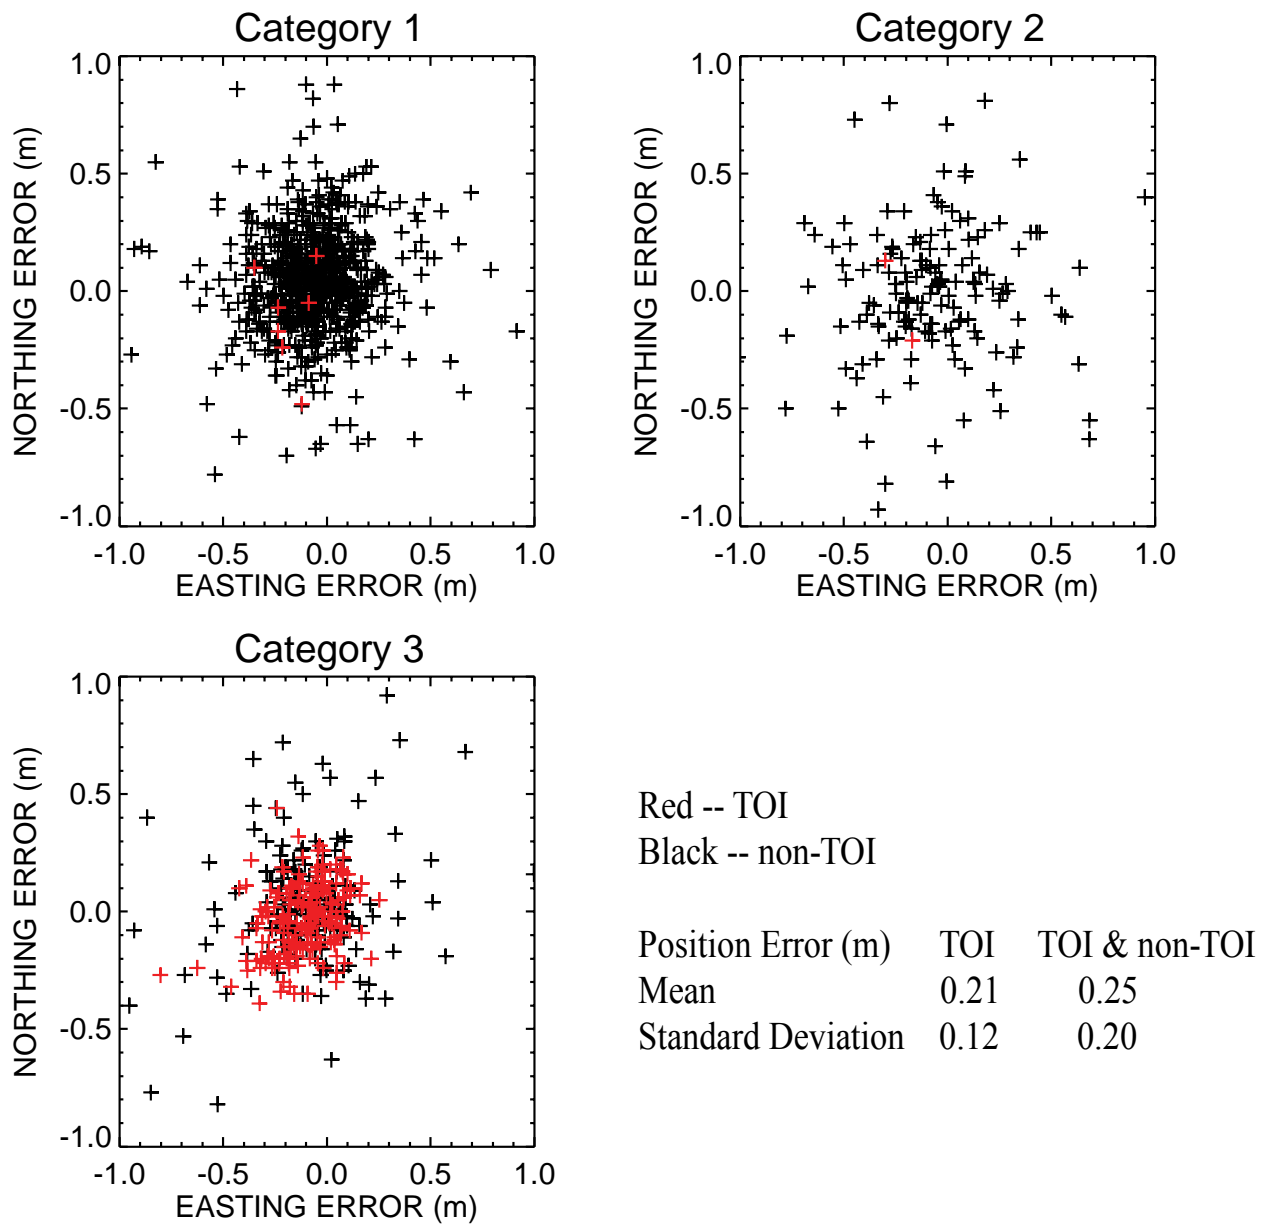 Category 1
1.0
0.5
0.0
-0.5
-1.0
NORTHING ERROR (m)
-1.0 -0.5 0.0 0.5 1.0
EASTING ERROR (m)
Category 2
1.0
0.5
0.0
-0.5
-1.0
NORTHING ERROR (m)
-1.0 -0.5 0.0 0.5 1.0
EASTING ERROR (m)
Category 3
1.0
0.5
0.0
-0.5
-1.0
NORTHING ERROR (m)
-1.0 -0.5 0.0 0.5 1.0
EASTING ERROR (m)
Red -- TOI
Black -- non-TOI
Position Error (m) TOI TOI & non-TOI
Mean 0.21 0.25
Standard Deviation 0.12 0.20